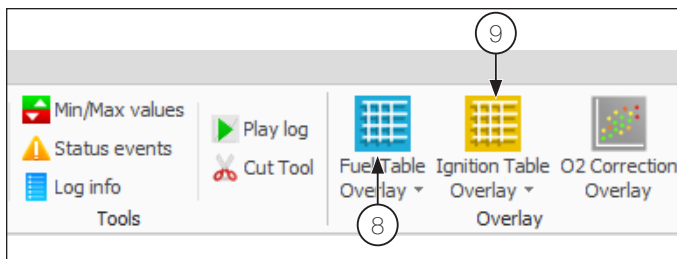 9
Min/Max values
Status events
Log info
Tools
Play log
Cut Tool
Fuel Table
Overlay
Ignition Table
Overlay
O2 Correction
Overlay
Overlay
8